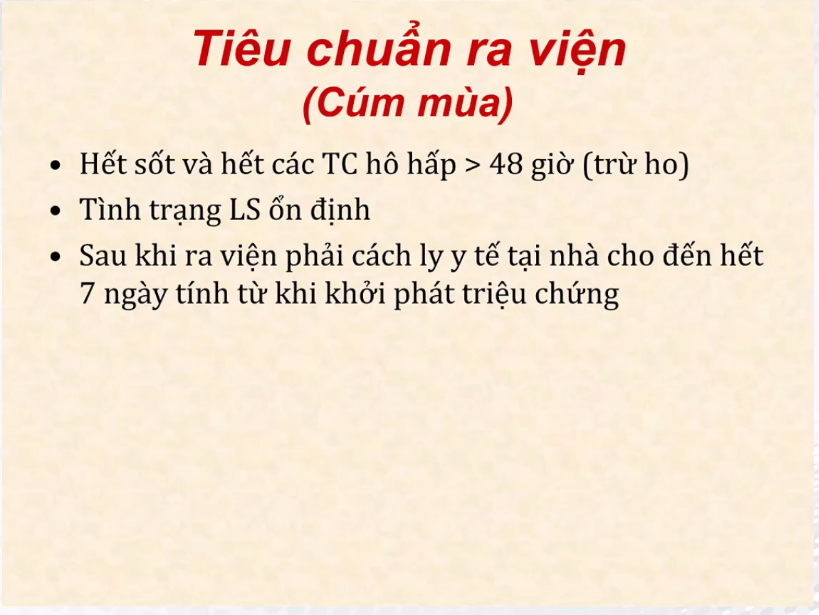 Tiêu chuẩn ra viện
(Cúm mùa)
• Hết sốt và hết các TC hô hấp > 48 giờ (trừ ho)
• Tình trạng LS ổn định
• Sau khi ra viện phải cách ly y tế tại nhà cho đến hết
7 ngày tính từ khi khởi phát triệu chứng